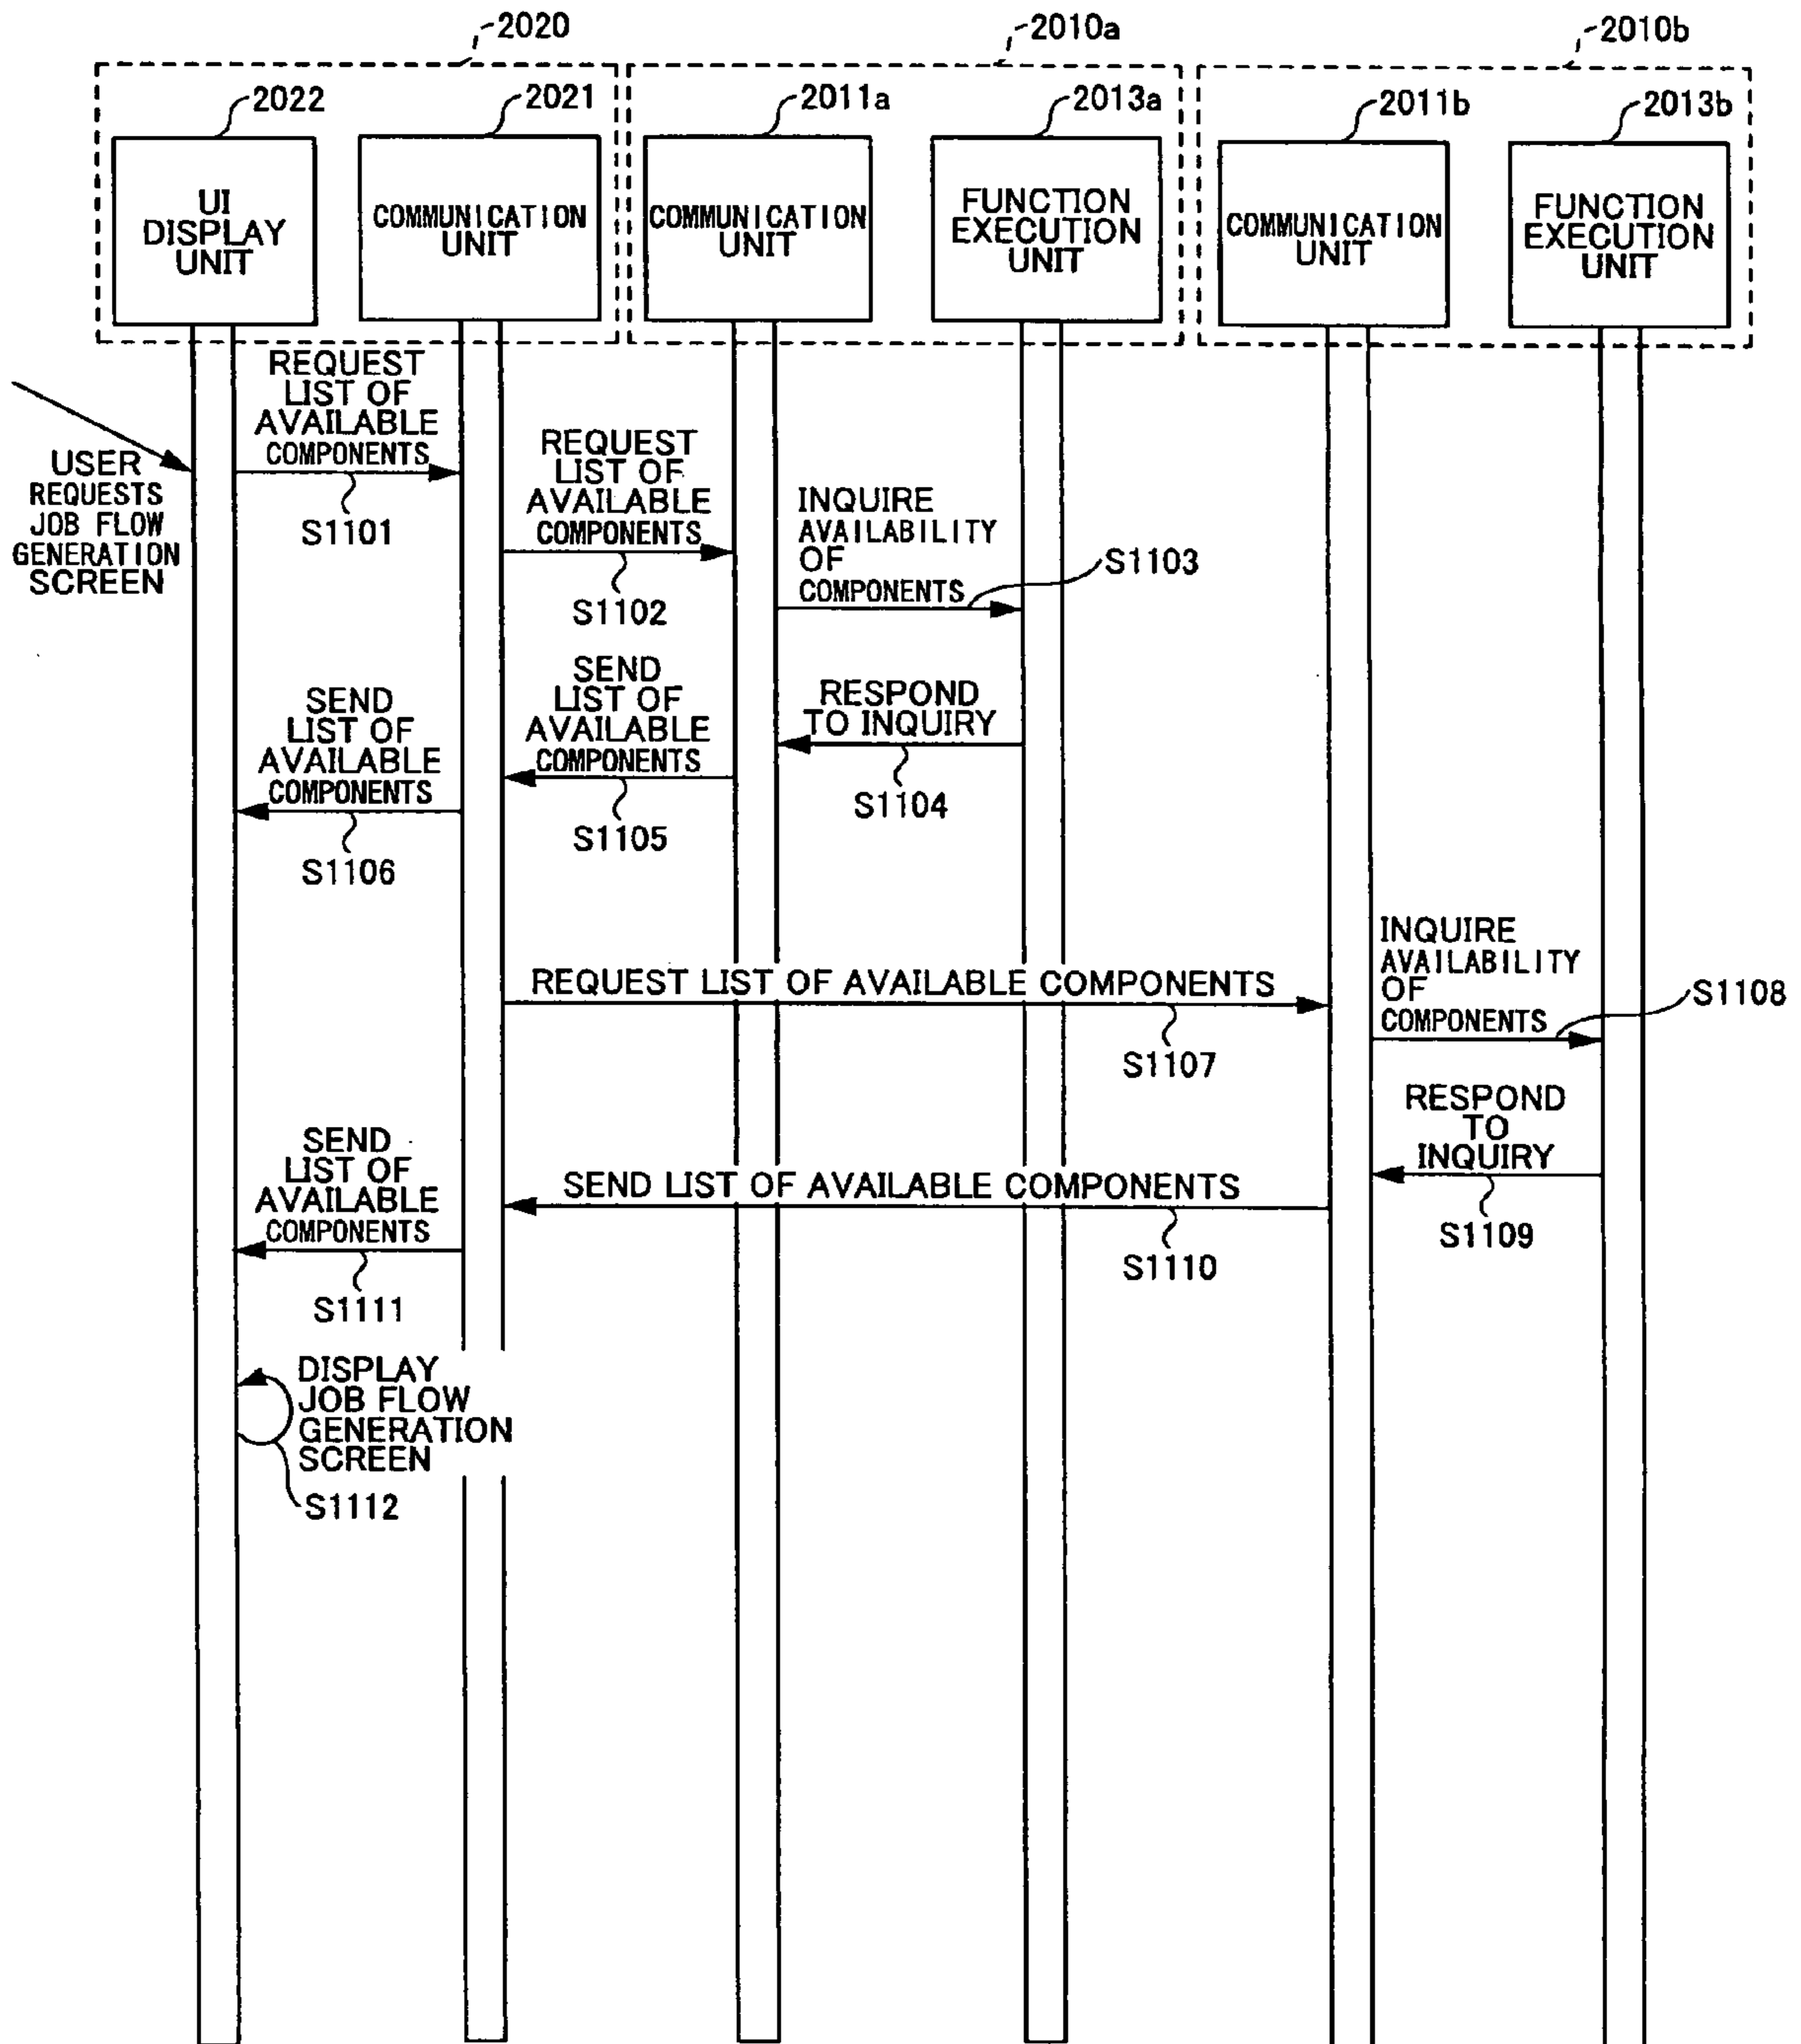 2020
2010a
2010b
2022
2021
2011a
2013a
2011b
2013b
UI
DISPLAY
UNIT
COMMUNICATION
UNIT
COMMUNICATION
UNIT
FUNCTION
EXECUTION
UNIT
COMMUNICATION
UNIT
FUNCTION
EXECUTION
UNIT
USER
REQUESTS
JOB FLOW
GENERATION
SCREEN
REQUEST
LIST OF
AVAILABLE
COMPONENTS
S1101
REQUEST
LIST OF
AVAILABLE
COMPONENTS
S1102
INQUIRE
AVAILABILITY
OF
COMPONENTS
S1103
RESPOND
TO INQUIRY
S1104
SEND
LIST OF
AVAILABLE
COMPONENTS
S1105
SEND
LIST OF
AVAILABLE
COMPONENTS
S1106
REQUEST LIST OF AVAILABLE COMPONENTS
S1107
INQUIRE
AVAILABILITY
OF
COMPONENTS
S1108
RESPOND
TO
INQUIRY
S1109
SEND LIST OF AVAILABLE COMPONENTS
S1110
SEND
LIST OF
AVAILABLE
COMPONENTS
S1111
DISPLAY
JOB FLOW
GENERATION
SCREEN
S1112